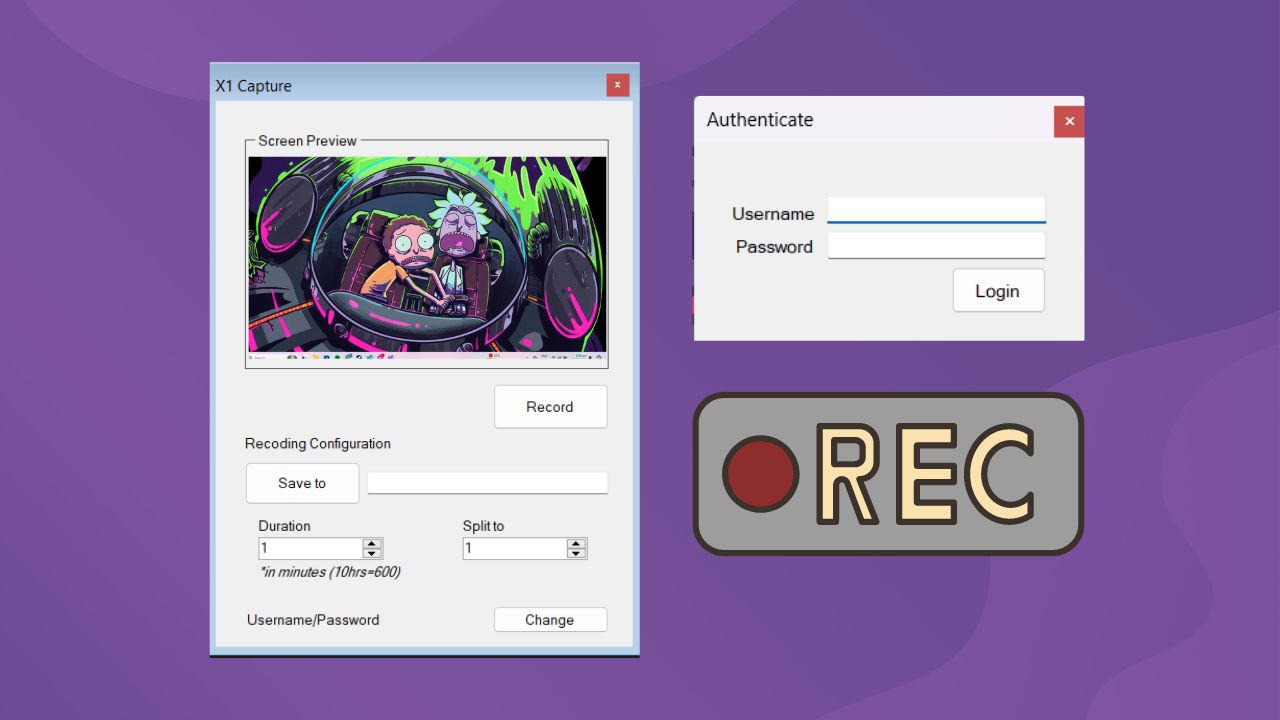 X1 Capture
x
Screen Preview
Record
Recoding Configuration
Save to
Duration
Split to
1
1
*in minutes (10hrs=600)
Username/Password
Change
Authenticate
x
Username
Password
Login
REC